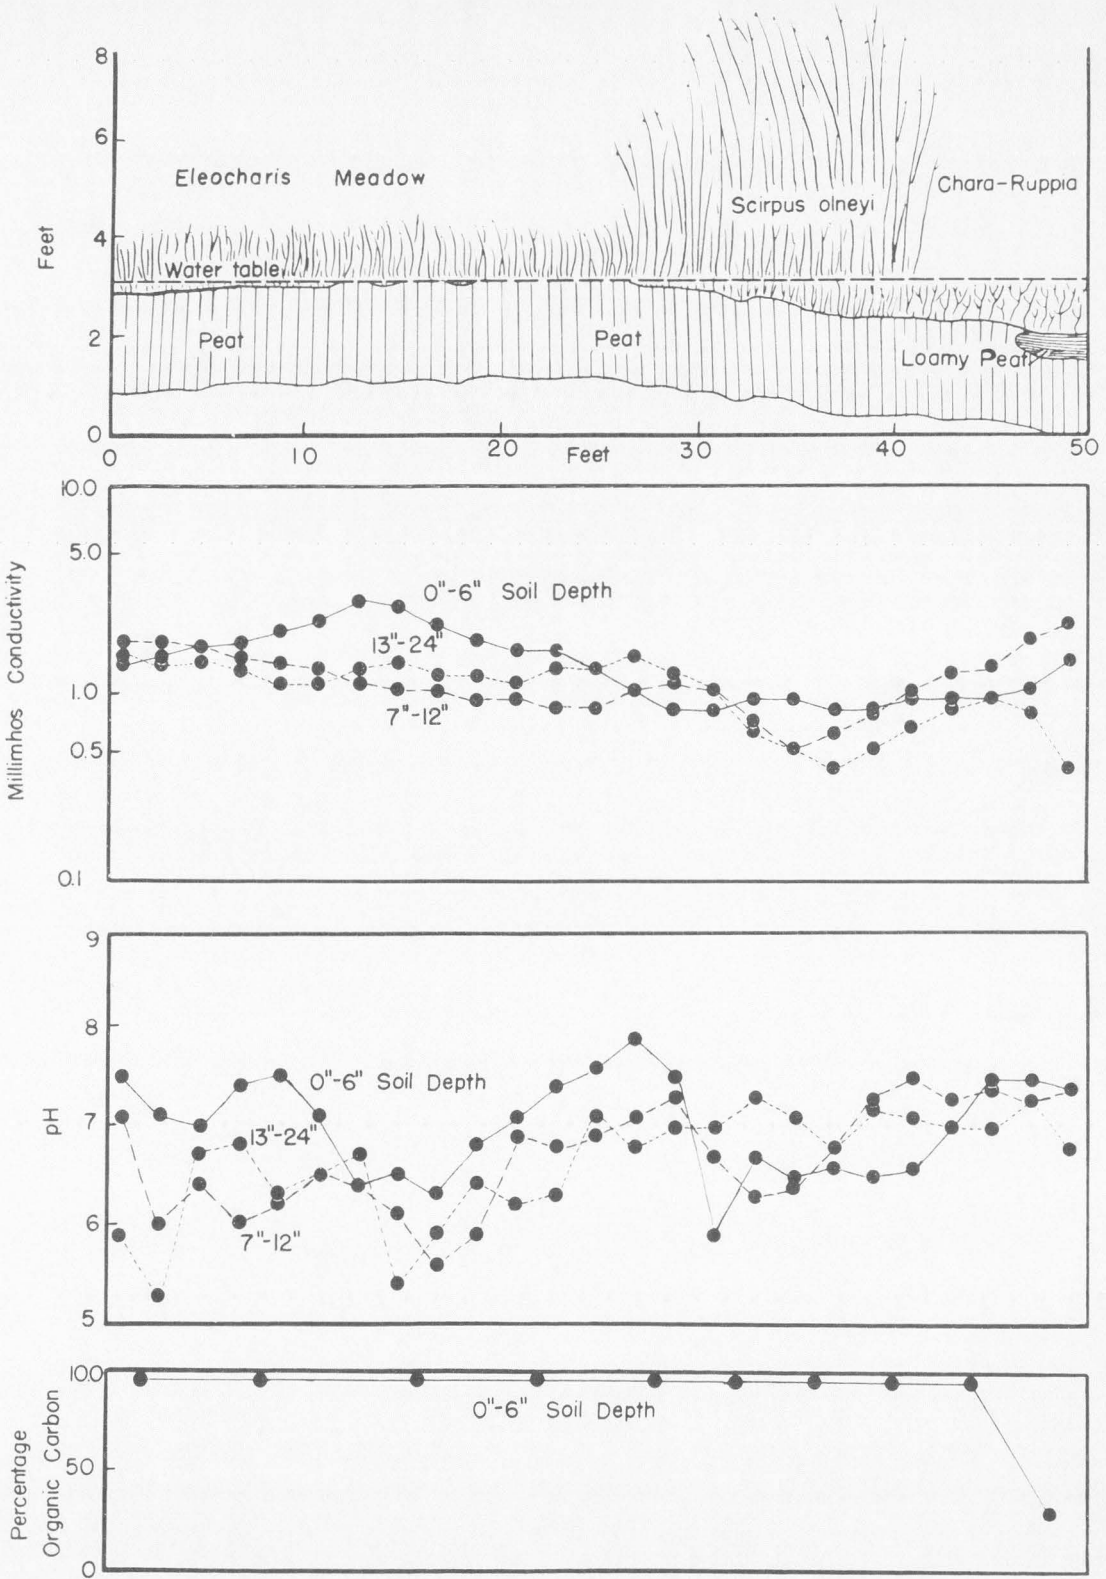 8
6
Eleocharis Meadow
Chara-Ruppia
Scirpus olneyi
Feet
4
Water table
2
Peat
Peat
Loamy Peat
0
0 10 20 30 40 50
Feet
10.0
5.0
0"-6" Soil Depth
13"-24"
Millimhos Conductivity
1.0
7"-12"
0.5
0.1
9
8
0"-6" Soil Depth
pH
7
13"-24"
6
7"-12"
5
10.0
0"-6" Soil Depth
Percentage
Organic Carbon
50
0